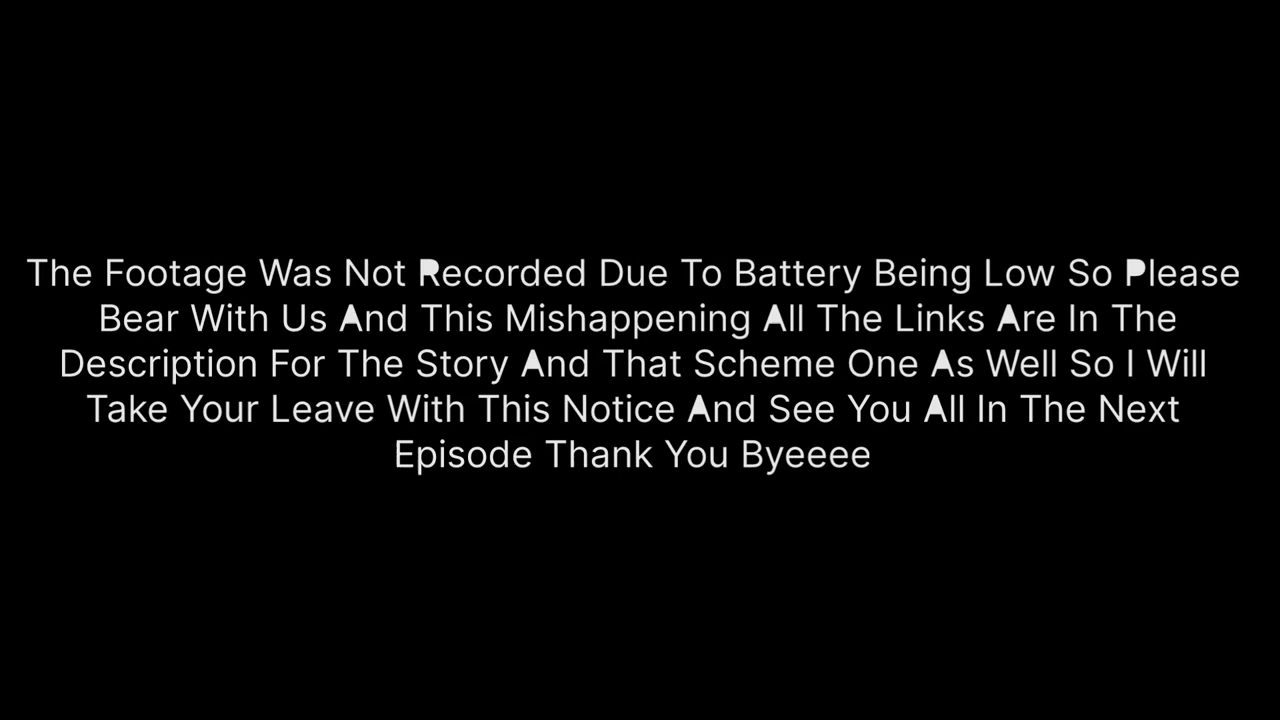 The Footage Was Not Recorded Due To Battery Being Low So Please
Bear With Us And This Mishappening All The Links Are In The
Description For The Story And That Scheme One As Well So I Will
Take Your Leave With This Notice And See You All In The Next
Episode Thank You Byeeee